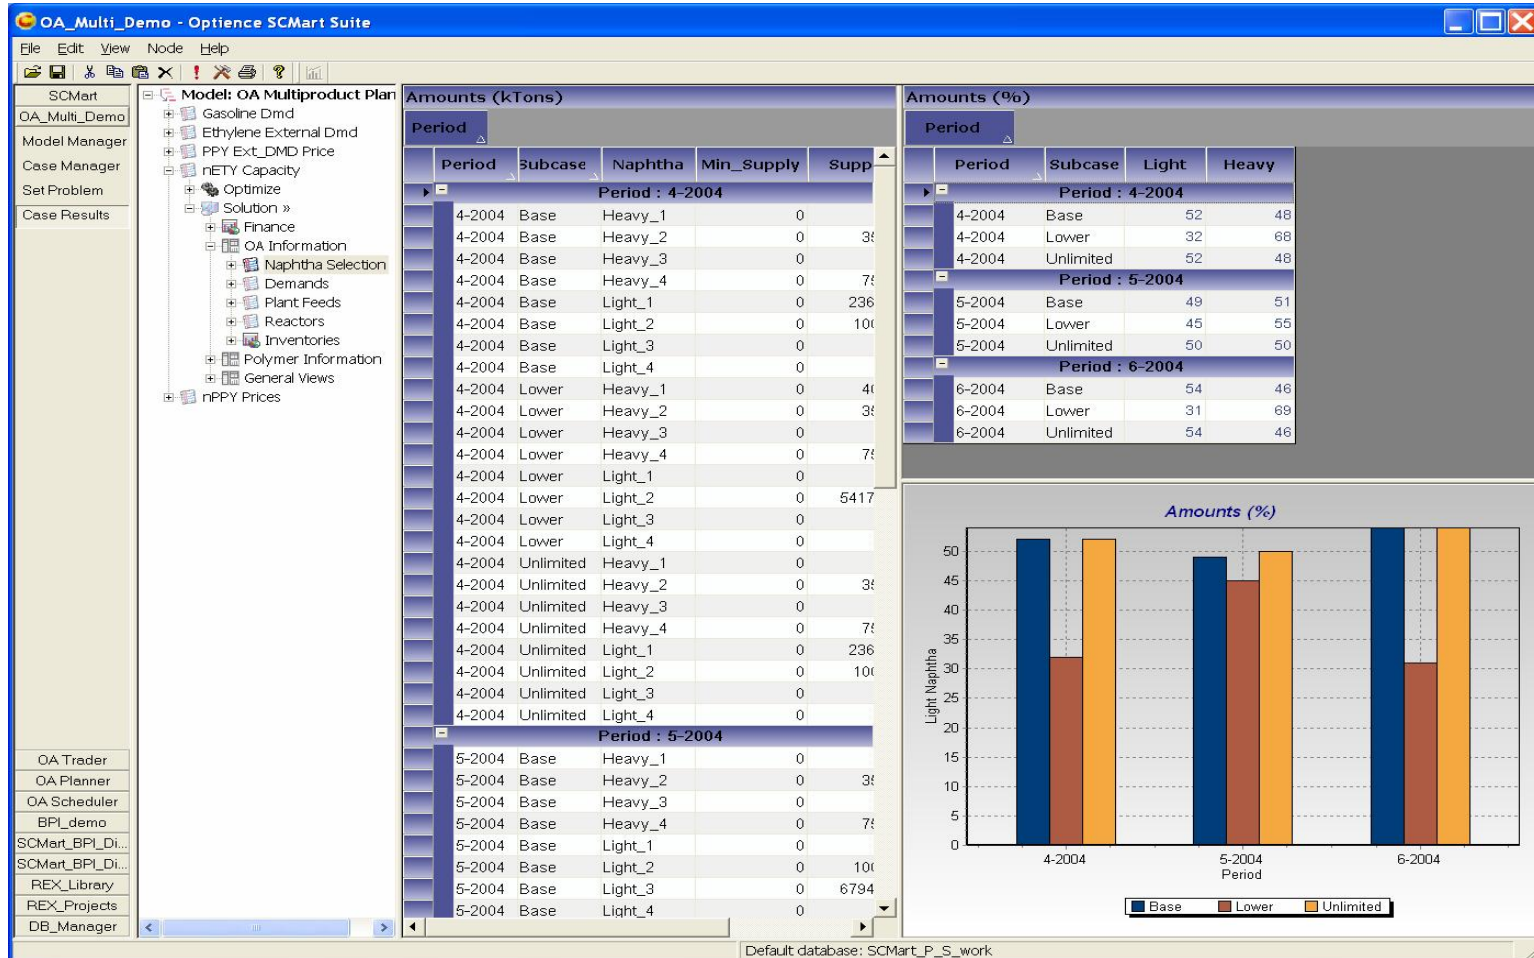 OA_Multi_Demo - Optience SCMart Suite
File Edit View Node Help
SCMart
OA_Multi_Demo
Model Manager
Case Manager
Set Problem
Case Results
OA Trader
OA Planner
OA Scheduler
BPI_demo
SCMart_BPI_Di...
SCMart_BPI_Di...
REX_Library
REX_Projects
DB_Manager
Model: OA Multiproduct Plan
Gasoline Dmd
Ethylene External Dmd
PPY Ext_DMD Price
nETY Capacity
Optimize
Solution »
Finance
OA Information
Naphtha Selection
Demands
Plant Feeds
Reactors
Inventories
Polymer Information
General Views
nPPY Prices
Amounts (kTons)
Period
Period Subcase Naphtha Min_Supply Supp
Period : 4-2004
4-2004 Base Heavy_1 0
4-2004 Base Heavy_2 0 35
4-2004 Base Heavy_3 0
4-2004 Base Heavy_4 0 75
4-2004 Base Light_1 0 236
4-2004 Base Light_2 0 100
4-2004 Base Light_3 0
4-2004 Base Light_4 0
4-2004 Lower Heavy_1 0 40
4-2004 Lower Heavy_2 0 35
4-2004 Lower Heavy_3 0
4-2004 Lower Heavy_4 0 75
4-2004 Lower Light_1 0
4-2004 Lower Light_2 0 5417
4-2004 Lower Light_3 0
4-2004 Lower Light_4 0
4-2004 Unlimited Heavy_1 0
4-2004 Unlimited Heavy_2 0 35
4-2004 Unlimited Heavy_3 0
4-2004 Unlimited Heavy_4 0 75
4-2004 Unlimited Light_1 0 236
4-2004 Unlimited Light_2 0 100
4-2004 Unlimited Light_3 0
4-2004 Unlimited Light_4 0
Period : 5-2004
5-2004 Base Heavy_1 0
5-2004 Base Heavy_2 0 35
5-2004 Base Heavy_3 0
5-2004 Base Heavy_4 0 75
5-2004 Base Light_1 0
5-2004 Base Light_2 0 100
5-2004 Base Light_3 0 6794
5-2004 Base Light_4 0
Amounts (%)
Period
Period Subcase Light Heavy
Period : 4-2004
4-2004 Base 52 48
4-2004 Lower 32 68
4-2004 Unlimited 52 48
Period : 5-2004
5-2004 Base 49 51
5-2004 Lower 45 55
5-2004 Unlimited 50 50
Period : 6-2004
6-2004 Base 54 46
6-2004 Lower 31 69
6-2004 Unlimited 54 46
Amounts (%)
Light Naphtha
50
45
40
35
30
25
20
15
10
5
0
4-2004 5-2004 6-2004
Period
Base Lower Unlimited
Default database: SCMart_P_S_work